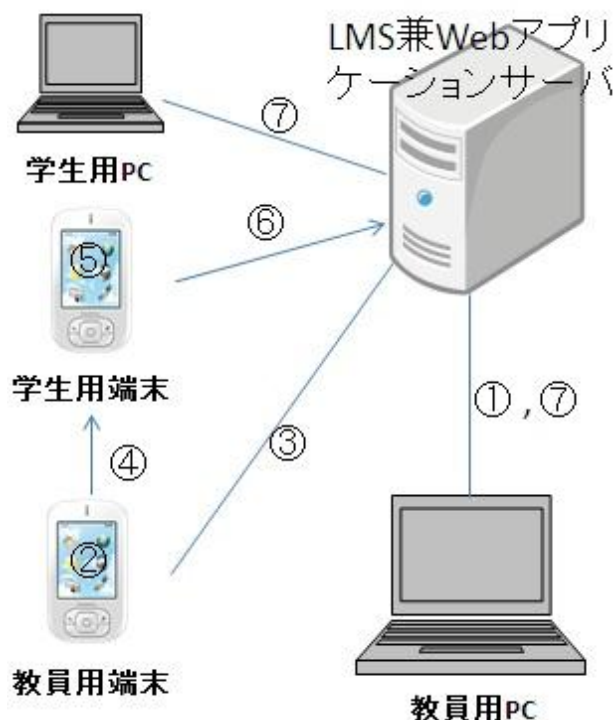 LMS兼Webアプリ
ケーションサーバ
⑦
学生用PC
⑥
⑤
学生用端末
①,⑦
③
④
②
教員用端末
教員用PC